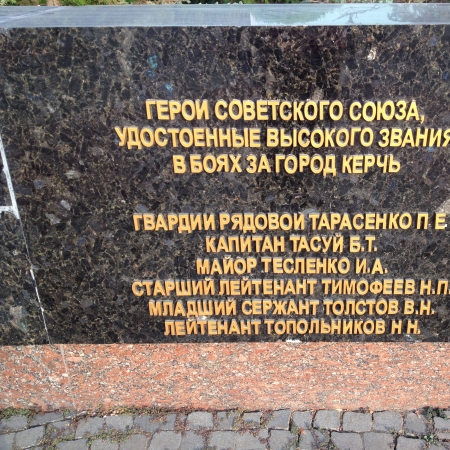 ГЕРОИ СОВЕТСКОГО СОЮЗА,
УДОСТОЕННЫЕ ВЫСОКОГО ЗВАНИЯ
В БОЯХ ЗА ГОРОД КЕРЧЬ
ГВАРДИИ РЯДОВОЙ ТАРАСЕНКО П.Е.
КАПИТАН ТАСУЙ Б.Т.
МАЙОР ТЕСЛЕНКО И.А.
СТАРШИЙ ЛЕЙТЕНАНТ ТИМОФЕЕВ Н.П.
МЛАДШИЙ СЕРЖАНТ ТОЛСТОВ В.Н.
ЛЕЙТЕНАНТ ТОПОЛЬНИКОВ Н Н.